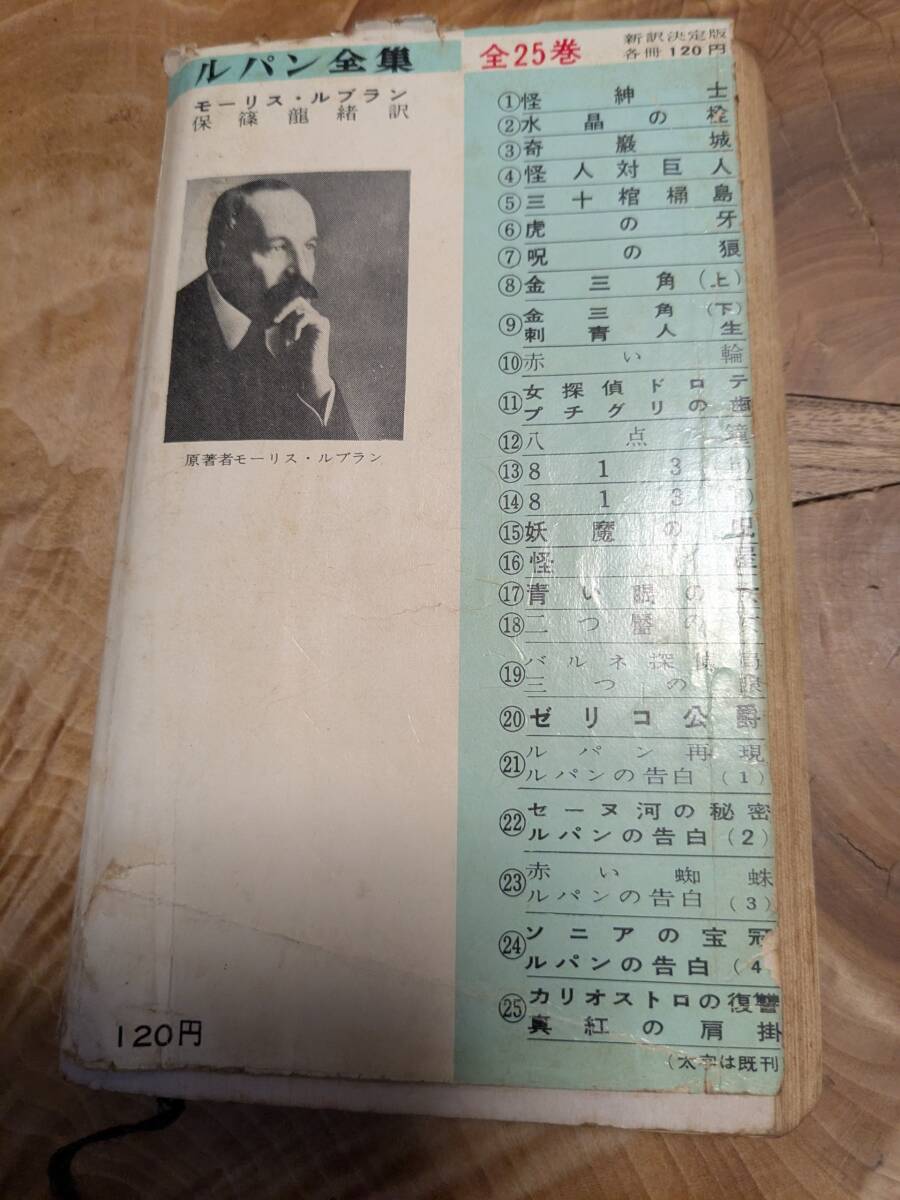 ルパン全集
モーリス・ルブラン
保篠龍緒訳
原著者モーリス・ルブラン
120円
全25巻
新訳決定版
各冊120円
①怪紳士
②水晶の栓
③奇巌城
④怪人対巨人
⑤三十棺桶島
⑥虎の牙
⑦呪の狼
⑧金三角(上)
⑨金三角(下)
刺青人生
⑩赤い輪
⑪女探偵ドロテ
プチグリの歯
⑫八点鐘
⑬813
⑭813
⑮妖魔の呪
⑯怪屋
⑰青い眼の女
⑱二つ
⑲バルネ探偵局
三つの眼
⑳ゼリコ公爵
㉑ルパン再現
ルパンの告白(1)
㉒セーヌ河の秘密
ルパンの告白(2)
㉓赤い蜘蛛
ルパンの告白(3)
㉔ソニアの宝冠
ルパンの告白(4
㉕カリオストロの復讐
真紅の肩掛
(太字は既刊)